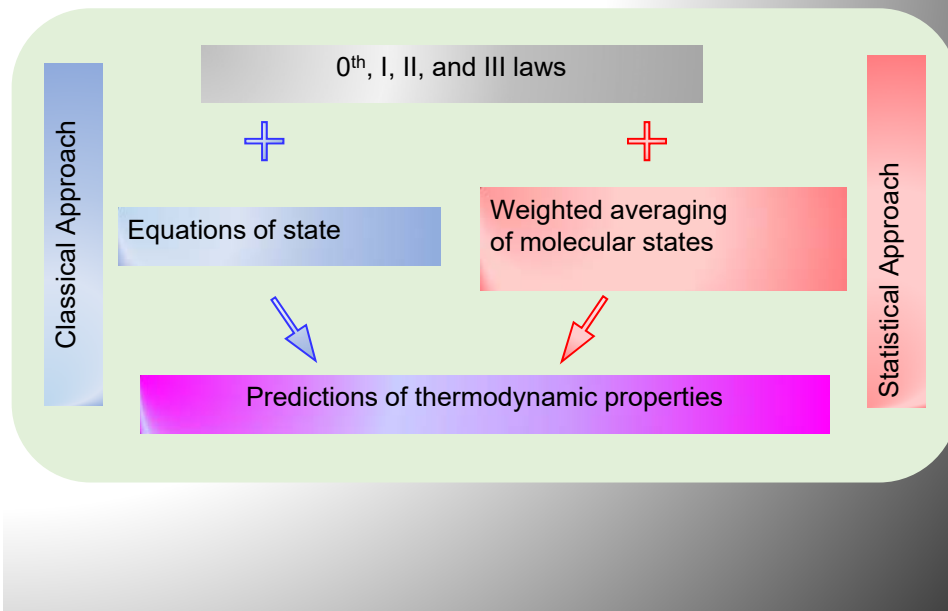 0th, I, II, and III laws
Classical Approach
Equations of state
Weighted averaging
of molecular states
Statistical Approach
Predictions of thermodynamic properties